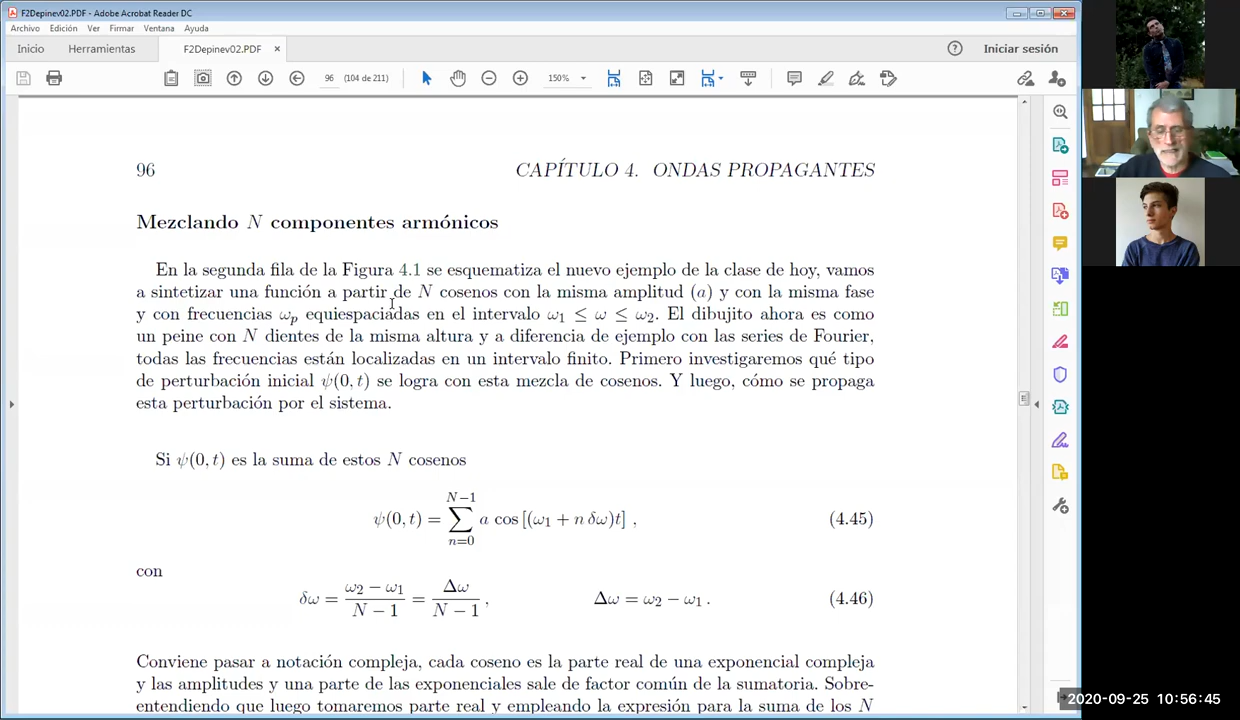 F2Depinev02.PDF - Adobe Acrobat Reader DC
Archivo Edición Ver Firmar Ventana Ayuda
Inicio Herramientas F2Depinev02.PDF × Iniciar sesión
96 (104 de 211) 150%
96 CAPÍTULO 4. ONDAS PROPAGANTES
Mezclando N componentes armónicos
En la segunda fila de la Figura 4.1 se esquematiza el nuevo ejemplo de la clase de hoy, vamos
a sintetizar una función a partir de N cosenos con la misma amplitud (a) y con la misma fase
y con frecuencias ωp equiespaciadas en el intervalo ω1 ≤ ω ≤ ω2. El dibujito ahora es como
un peine con N dientes de la misma altura y a diferencia de ejemplo con las series de Fourier,
todas las frecuencias están localizadas en un intervalo finito. Primero investigaremos qué tipo
de perturbación inicial ψ(0, t) se logra con esta mezcla de cosenos. Y luego, cómo se propaga
esta perturbación por el sistema.
Si ψ(0, t) es la suma de estos N cosenos
ψ(0, t) = ∑_{n=0}^{N−1} a cos [(ω1 + n δω)t] , (4.45)
con
δω = (ω2 − ω1)/(N − 1) = Δω/(N − 1) , Δω = ω2 − ω1 . (4.46)
Conviene pasar a notación compleja, cada coseno es la parte real de una exponencial compleja
y las amplitudes y una parte de las exponenciales sale de factor común de la sumatoria. Sobre-
entendiendo que luego tomaremos parte real y empleando la expresión para la suma de los N
2020-09-25 10:56:45